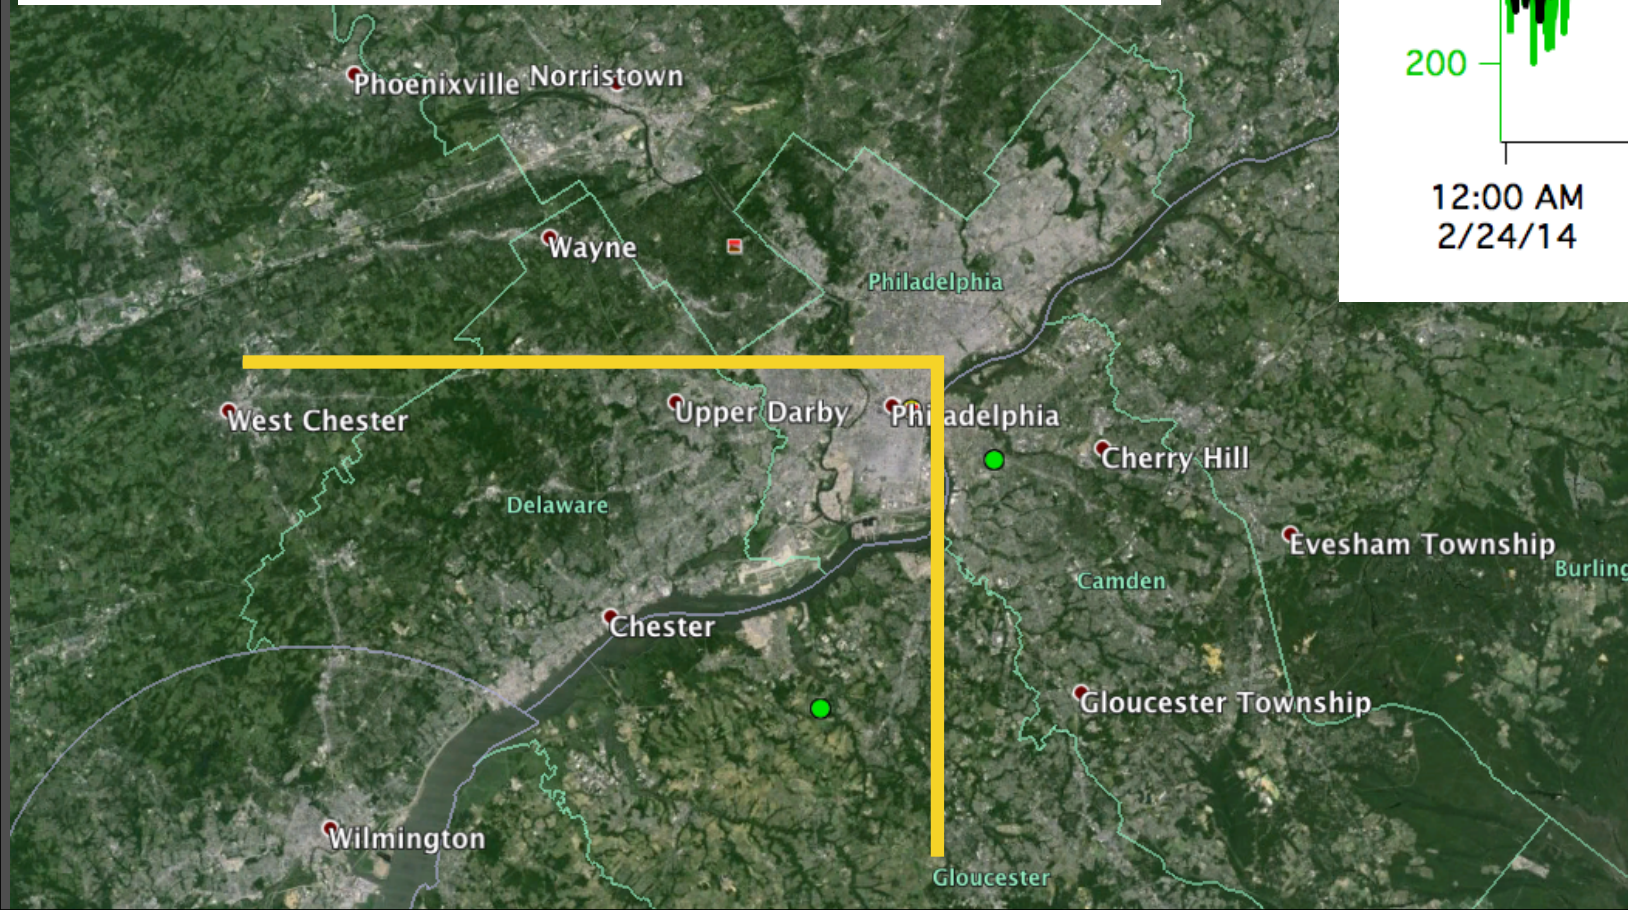 200
12:00 AM
2/24/14
Phoenixville
Norristown
Wayne
Philadelphia
West Chester
Upper Darby
Philadelphia
Cherry Hill
Delaware
Evesham Township
Burling
Camden
Chester
Gloucester Township
Wilmington
Gloucester